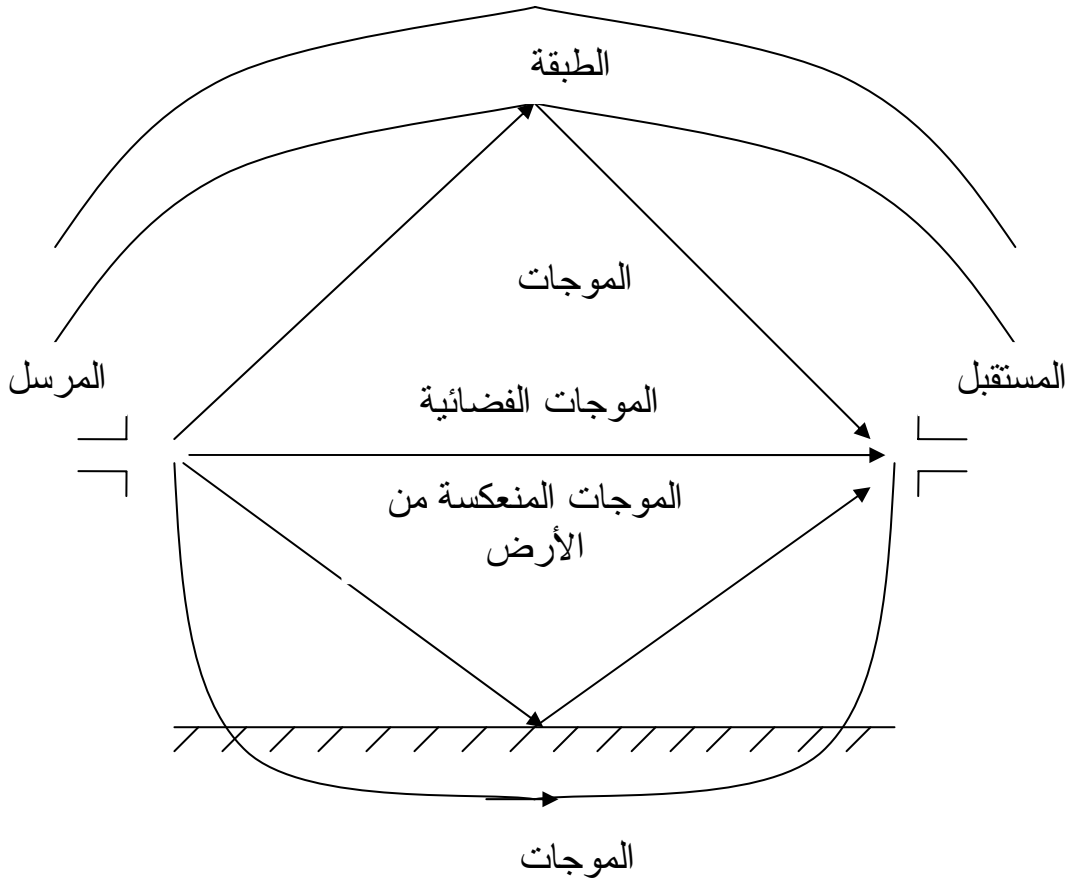 الطبقة
الموجات
المرسل
المستقبل
الموجات الفضائية
الموجات المنعكسة من
الأرض
الموجات